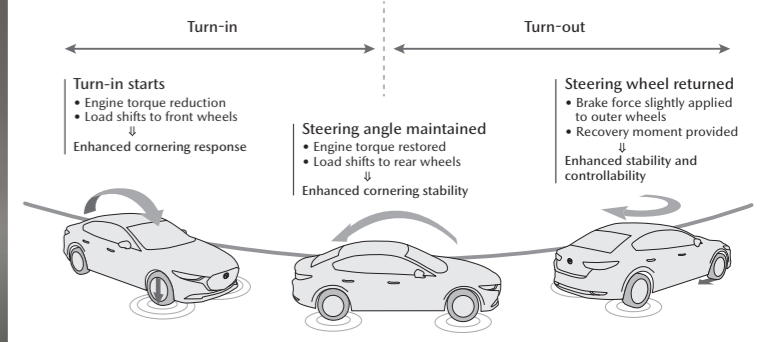 Turn-in
Turn-out
Turn-in starts
• Engine torque reduction
• Load shifts to front wheels
⇓
Enhanced cornering response
Steering angle maintained
• Engine torque restored
• Load shifts to rear wheels
⇓
Enhanced cornering stability
Steering wheel returned
• Brake force slightly applied
to outer wheels
• Recovery moment provided
⇓
Enhanced stability and
controllability